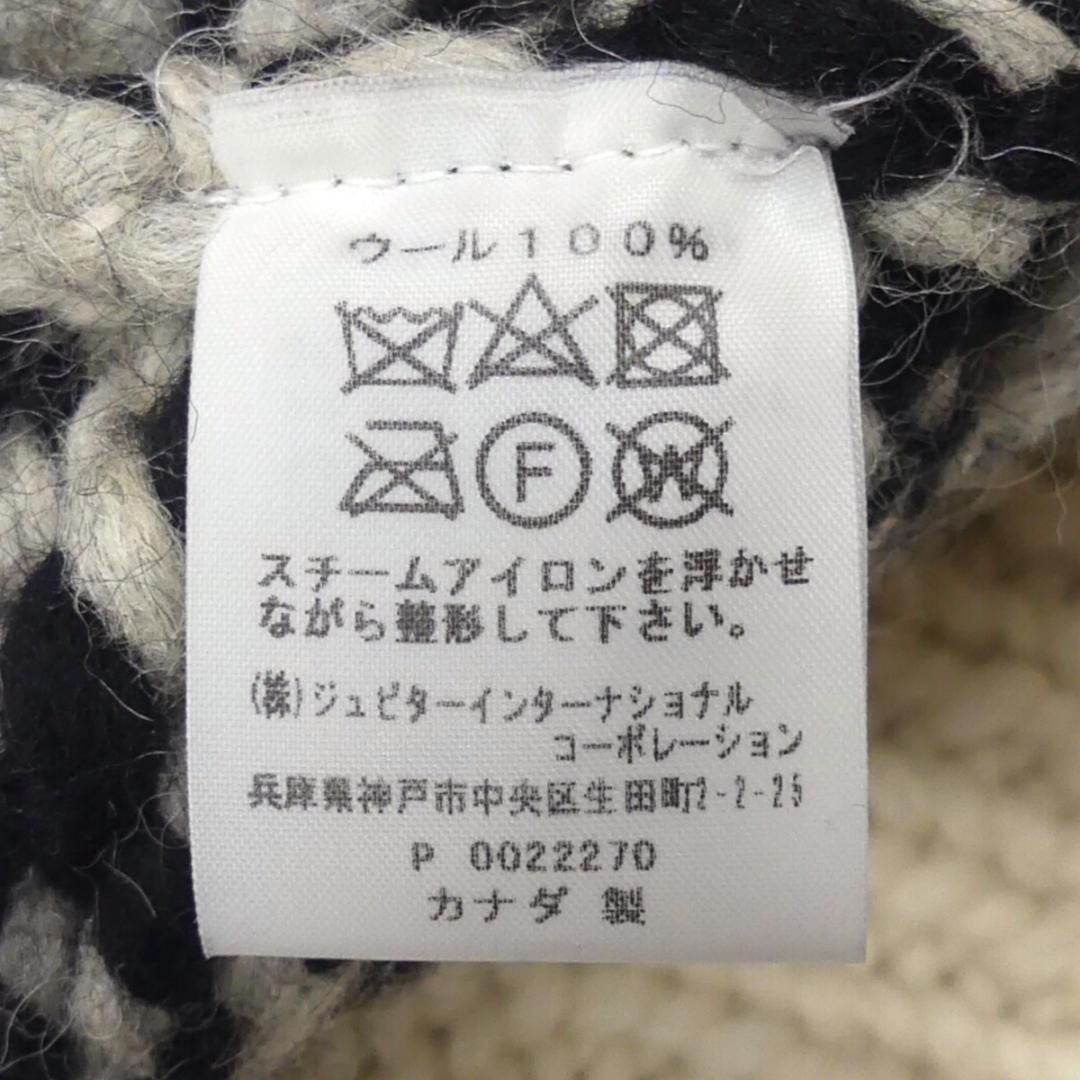 ウール100%
F
W
スチームアイロンを浮かせ
ながら整形して下さい。
(株)ジュピターインターナショナル
コーポレーション
兵庫県神戸市中央区生田町2-2-25
P 0022270
カナダ 製